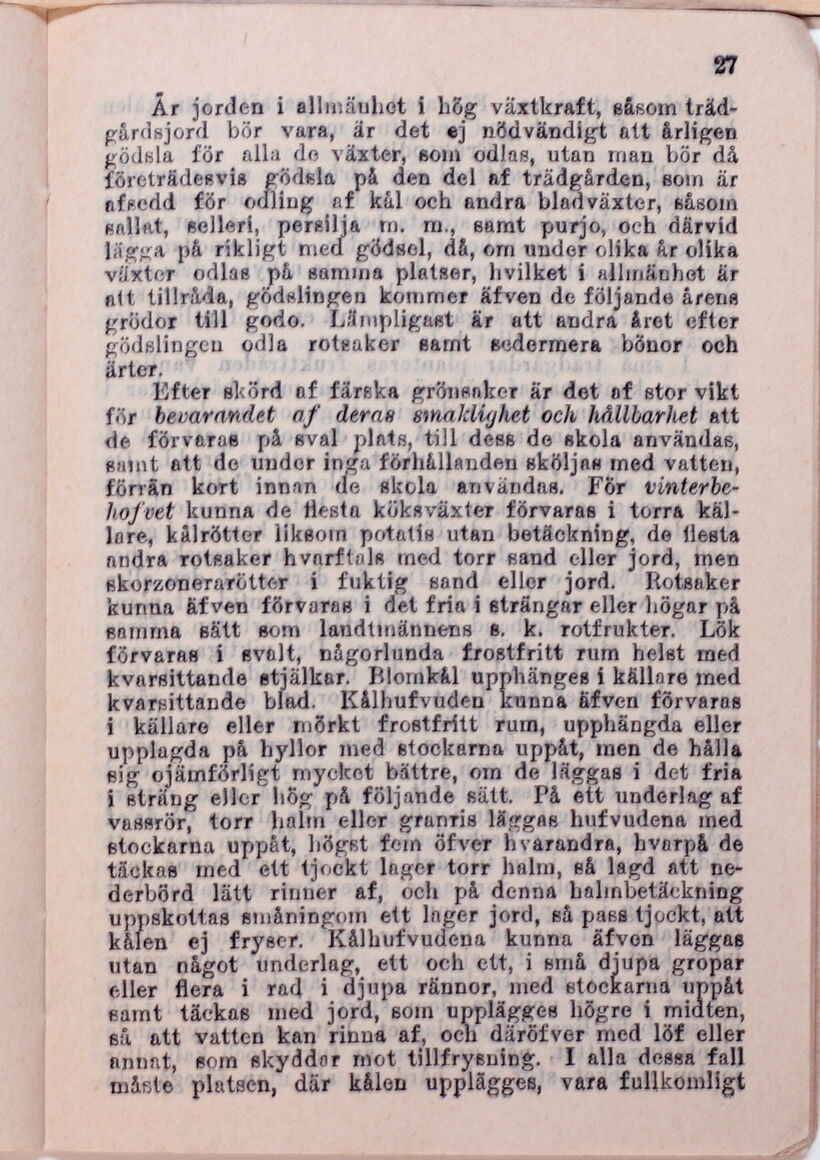 27
Är jorden i allmänhet i hög växtkraft, såsom träd-
gårdsjord bör vara, är det ej nödvändigt att årligen
gödsla för alla de växter, som odlas, utan man bör då
företrädesvis gödsla på den del af trädgården, som är
afsedd för odling af kål och andra bladväxter, såsom
sallat, selleri, persilja m. m., samt purjo, och därvid
lägga på rikligt med gödsel, då, om under olika år olika
växter odlas på samma platser, hvilket i allmänhet är
att tillråda, gödslingen kommer äfven de följande årens
grödor till godo. Lämpligast är att andra året efter
gödslingen odla rotsaker samt sedermera bönor och
ärter.
Efter skörd af färska grönsaker är det af stor vikt
för bevarandet af deras smaklighet och hållbarhet att
de förvaras på sval plats, till dess de skola användas,
samt att de under inga förhållanden sköljas med vatten,
förrän kort innan de skola användas. För vinterbe-
hofvet kunna de flesta köksväxter förvaras i torra käl-
lare, kålrötter liksom potatis utan betäckning, de flesta
andra rotsaker hvarftals med torr sand eller jord, men
skorzonerarötter i fuktig sand eller jord. Rotsaker
kunna äfven förvaras i det fria i strängar eller högar på
samma sätt som landtmännens s. k. rotfrukter. Lök
förvaras i svalt, någorlunda frostfritt rum helst med
kvarsittande stjälkar. Blomkål upphänges i källare med
kvarsittande blad. Kålhufvuden kunna äfven förvaras
i källare eller mörkt frostfritt rum, upphängda eller
upplagda på hyllor med stockarna uppåt, men de hålla
sig ojämförligt mycket bättre, om de läggas i det fria
i sträng eller hög på följande sätt. På ett underlag af
vassrör, torr halm eller granris läggas hufvudena med
stockarna uppåt, högst fem öfver hvarandra, hvarpå de
täckas med ett tjockt lager torr halm, så lagd att ne-
derbörd lätt rinner af, och på denna halmbetäckning
uppskottas småningom ett lager jord, så pass tjockt, att
kålen ej fryser. Kålhufvudena kunna äfven läggas
utan något underlag, ett och ett, i små djupa gropar
eller flera i rad i djupa rännor, med stockarna uppåt
samt täckas med jord, som upplägges högre i midten,
så att vatten kan rinna af, och däröfver med löf eller
annat, som skyddar mot tillfrysning. I alla dessa fall
måste platsen, där kålen upplägges, vara fullkomligt